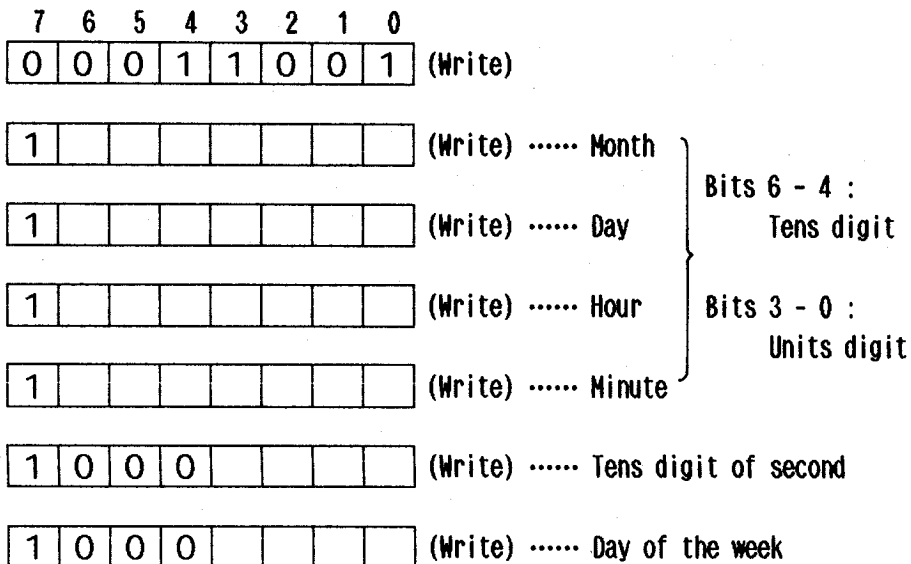 7 6 5 4 3 2 1 0
0 0 0 1 1 0 0 1 (Write)
1 (Write) ...... Month
Bits 6 - 4 :
1 (Write) ...... Day
Tens digit
1 (Write) ...... Hour
Bits 3 - 0 :
Units digit
1 (Write) ...... Minute
1 0 0 0 (Write) ...... Tens digit of second
1 0 0 0 (Write) ...... Day of the week